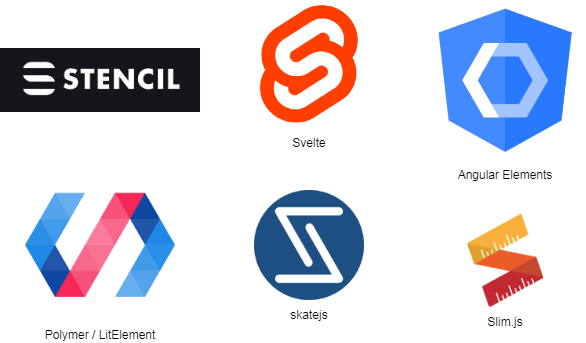 STENCIL
Svelte
Angular Elements
Polymer / LitElement
skatejs
Slim.js